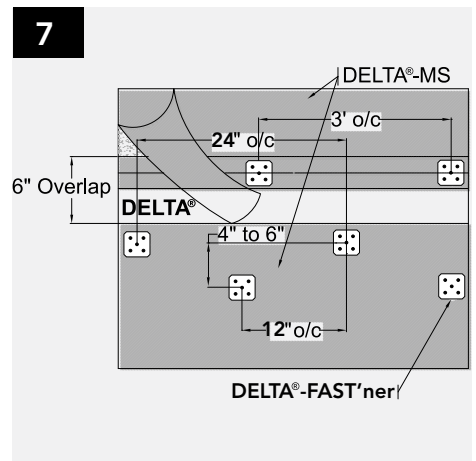 7
DELTA®-MS
3' o/c
24" o/c
6" Overlap
DELTA®
4" to 6"
12"o/c
DELTA®-FAST'ner